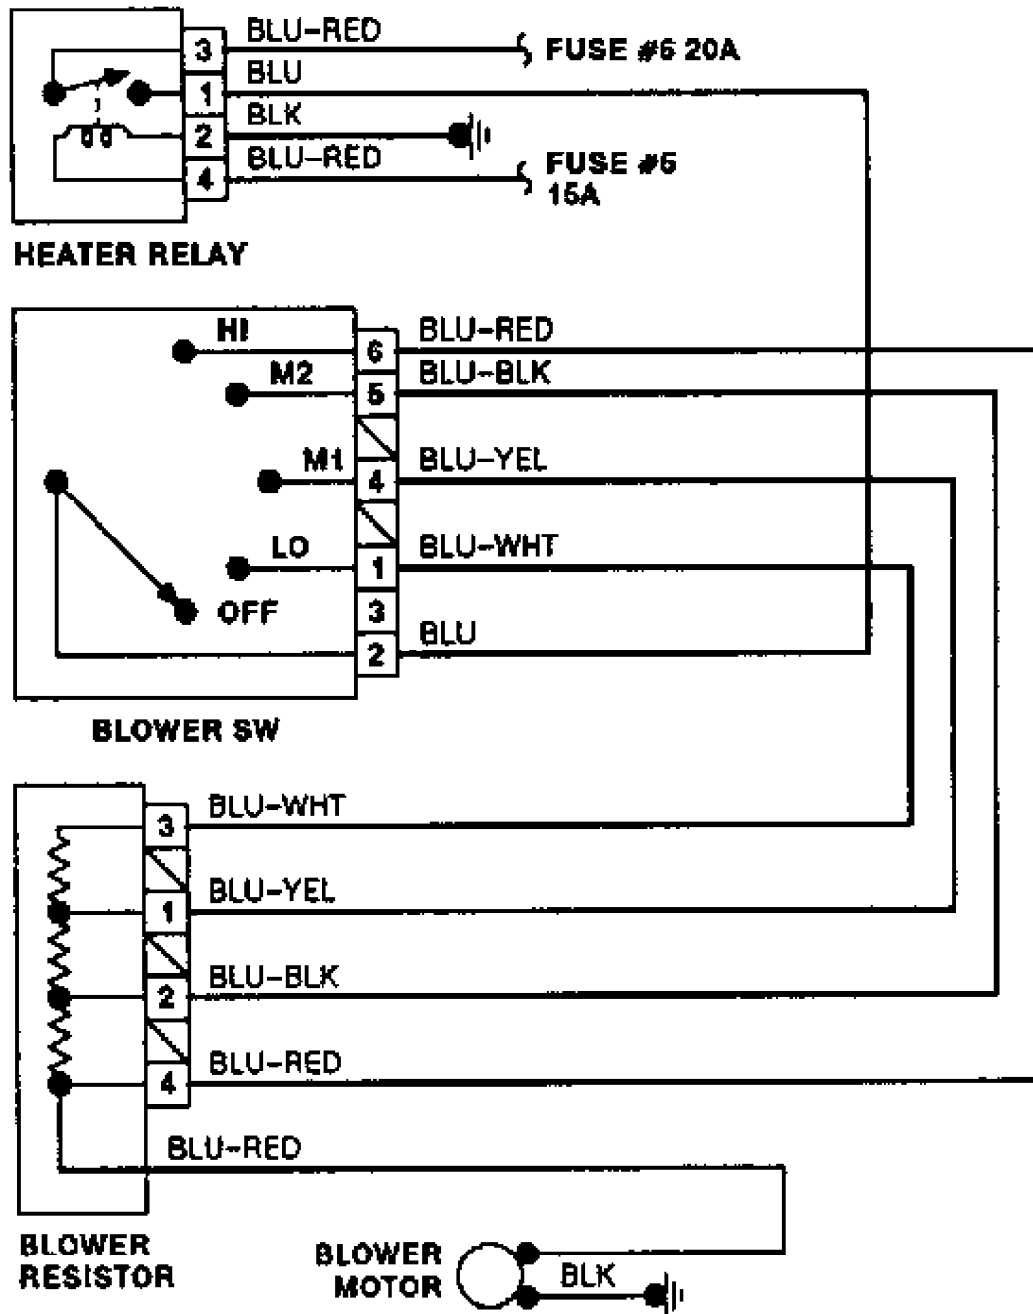 3 BLU-RED FUSE #6 20A
1 BLU
2 BLK
4 BLU-RED FUSE #5
15A
HEATER RELAY
HI 6 BLU-RED
M2 5 BLU-BLK
M1 4 BLU-YEL
LO 1 BLU-WHT
OFF 3
2 BLU
BLOWER SW
3 BLU-WHT
1 BLU-YEL
2 BLU-BLK
4 BLU-RED
BLU-RED
BLOWER
RESISTOR
BLOWER
MOTOR
BLK